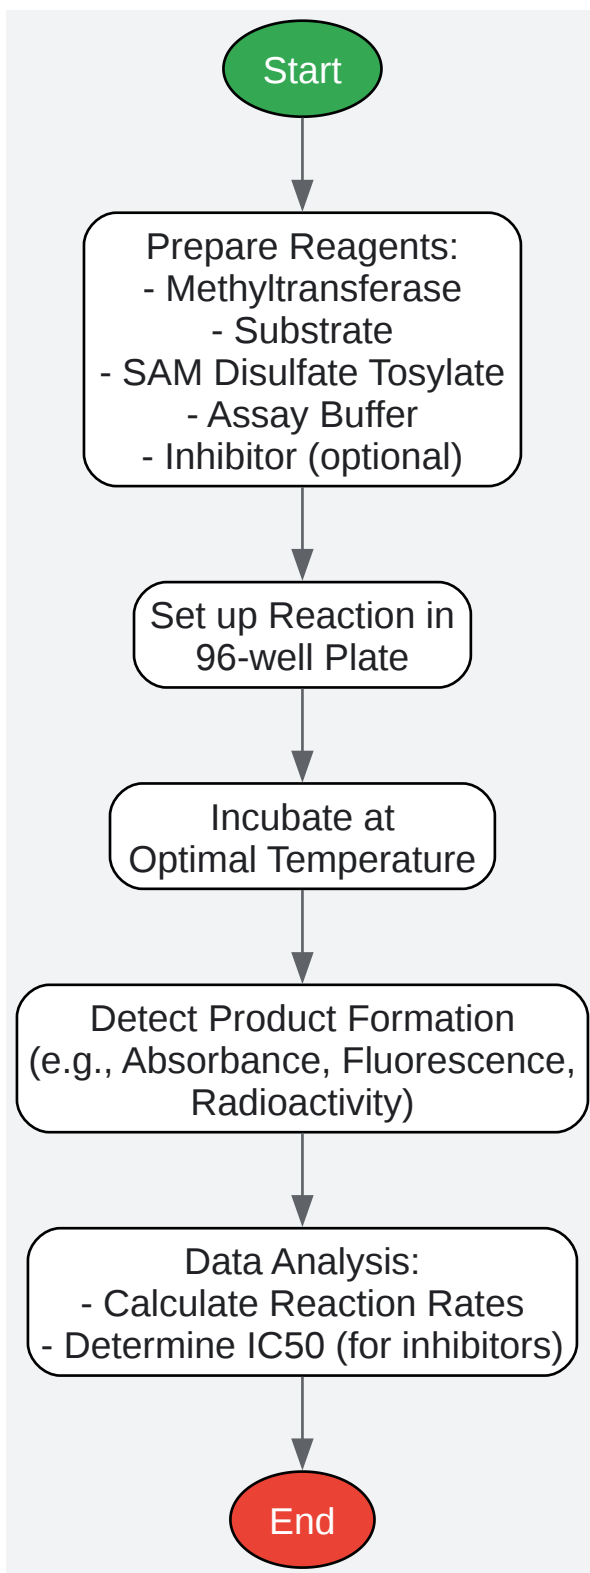 Start
Prepare Reagents:
- Methyltransferase
- Substrate
- SAM Disulfate Tosylate
- Assay Buffer
- Inhibitor (optional)
Set up Reaction in
96-well Plate
Incubate at
Optimal Temperature
Detect Product Formation
(e.g., Absorbance, Fluorescence,
Radioactivity)
Data Analysis:
- Calculate Reaction Rates
- Determine IC50 (for inhibitors)
End